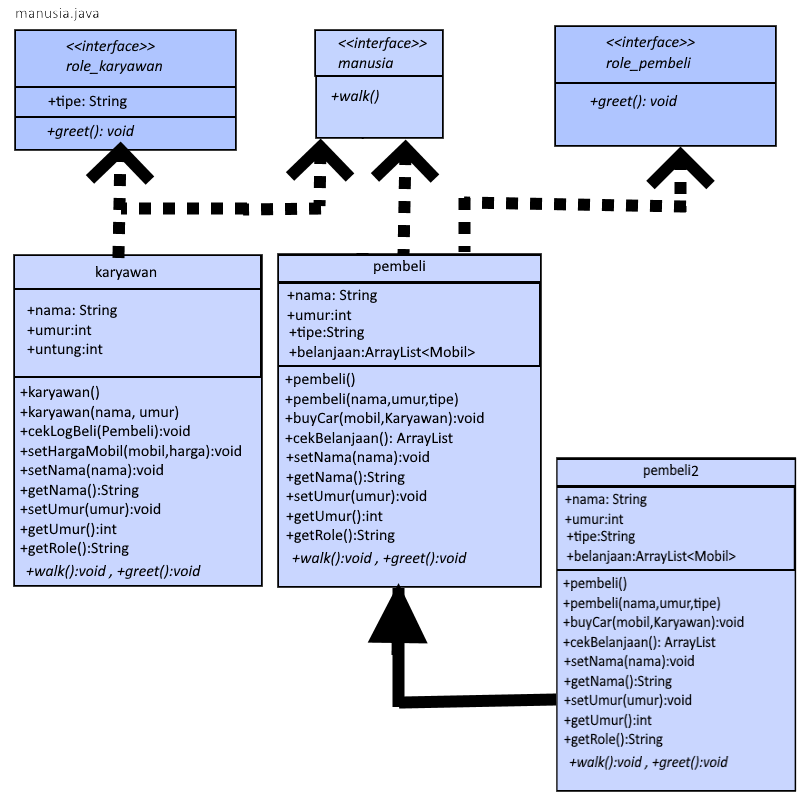 manusia.java
<<interface>>
role_karyawan
+tipe: String
+greet(): void
<<interface>>
manusia
+walk()
<<interface>>
role_pembeli
+greet(): void
karyawan
+nama: String
+umur:int
+untung:int
+karyawan()
+karyawan(nama, umur)
+cekLogBeli(Pembeli):void
+setHargaMobil(mobil,harga):void
+setNama(nama):void
+getNama():String
+setUmur(umur):void
+getUmur():int
+getRole():String
+walk():void , +greet():void
pembeli
+nama: String
+umur:int
+tipe:String
+belanjaan:ArrayList<Mobil>
+pembeli()
+pembeli(nama,umur,tipe)
+buyCar(mobil,Karyawan):void
+cekBelanjaan(): ArrayList
+setNama(nama):void
+getNama():String
+setUmur(umur):void
+getUmur():int
+getRole():String
+walk():void , +greet():void
pembeli2
+nama: String
+umur:int
+tipe:String
+belanjaan:ArrayList<Mobil>
+pembeli()
+pembeli(nama,umur,tipe)
+buyCar(mobil,Karyawan):void
+cekBelanjaan(): ArrayList
+setNama(nama):void
+getNama():String
+setUmur(umur):void
+getUmur():int
+getRole():String
+walk():void , +greet():void